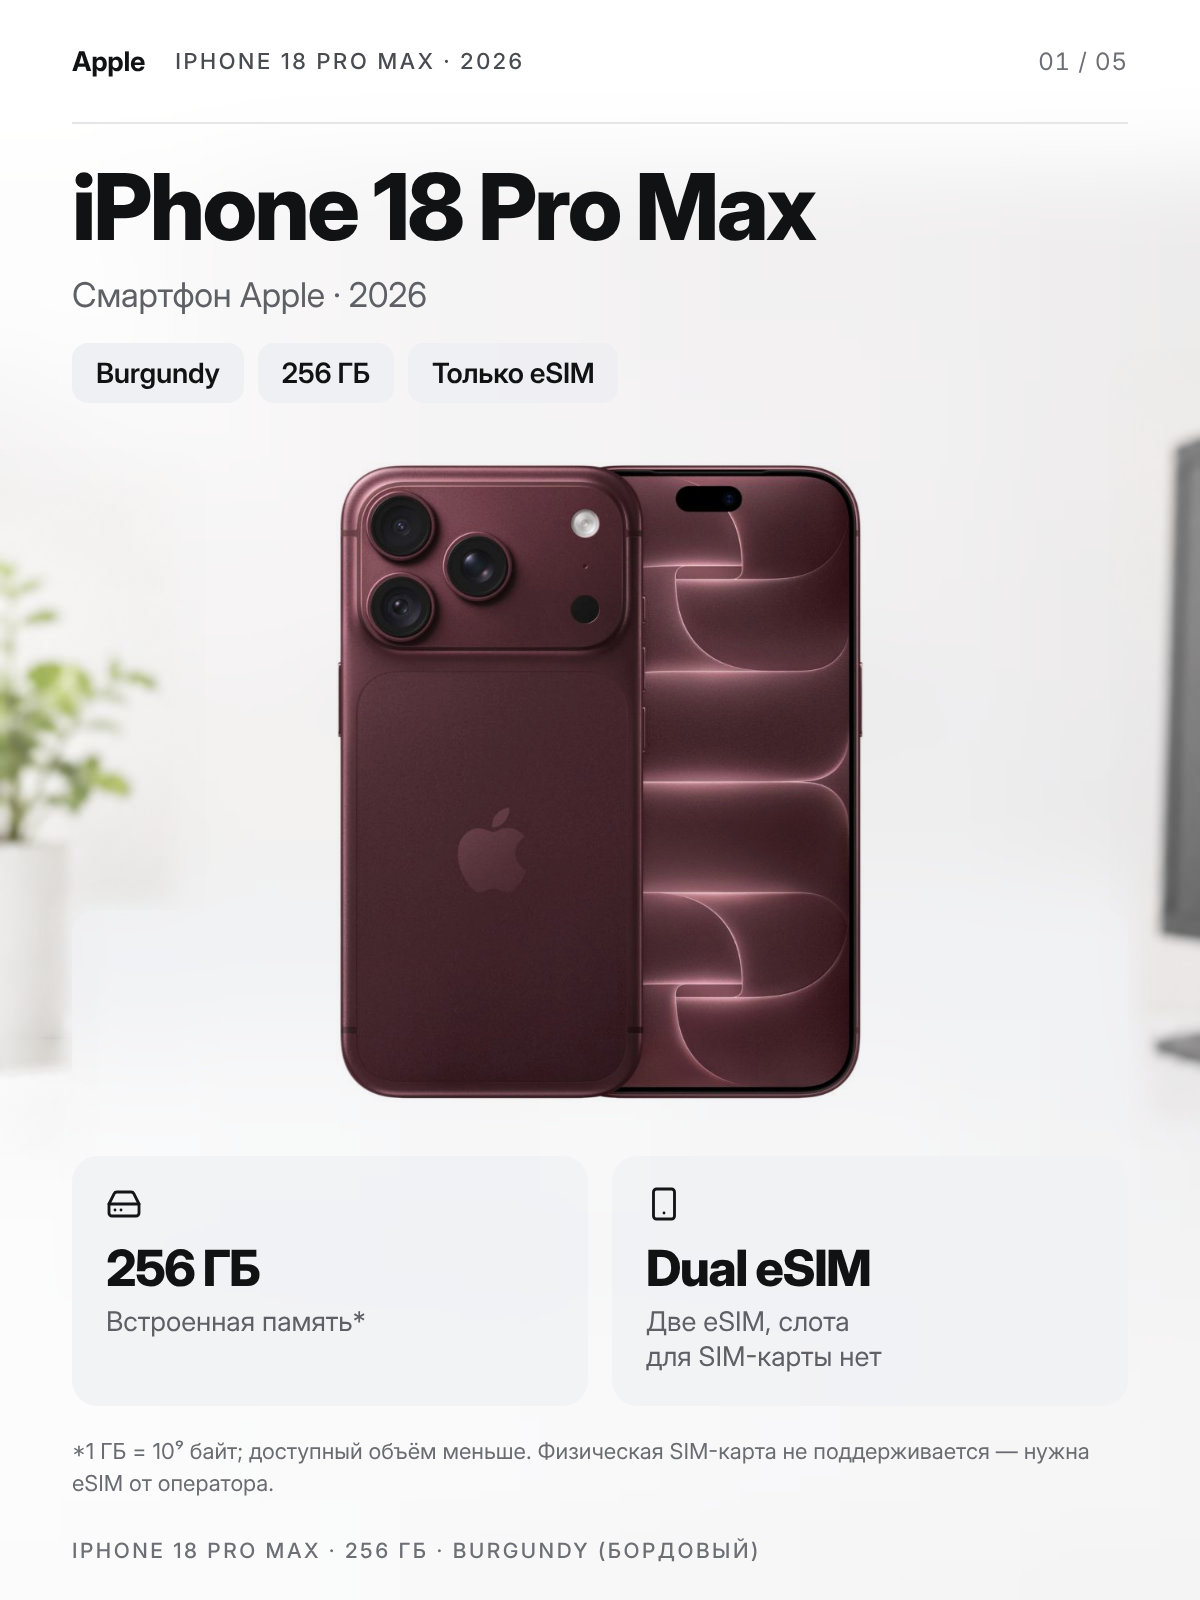 Apple IPHONE 18 PRO MAX · 2026 01 / 05
iPhone 18 Pro Max
Смартфон Apple · 2026
Burgundy 256 ГБ Только eSIM
256 ГБ
Встроенная память*
Dual eSIM
Две eSIM, слота
для SIM-карты нет
*1 ГБ = 10⁹ байт; доступный объём меньше. Физическая SIM-карта не поддерживается — нужна
eSIM от оператора.
IPHONE 18 PRO MAX · 256 ГБ · BURGUNDY (БОРДОВЫЙ)